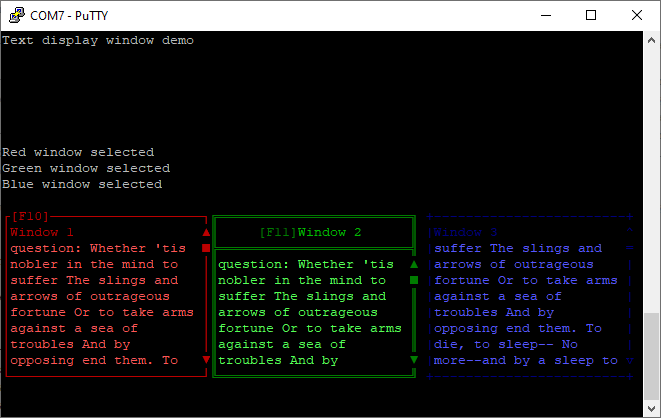 COM7 - PuTTY
Text display window demo
Red window selected
Green window selected
Blue window selected
[F10]
Window 1
question: Whether 'tis
nobler in the mind to
suffer The slings and
arrows of outrageous
fortune Or to take arms
against a sea of
troubles And by
opposing end them. To
[F11]Window 2
question: Whether 'tis
nobler in the mind to
suffer The slings and
arrows of outrageous
fortune Or to take arms
against a sea of
troubles And by
Window 3
suffer The slings and
arrows of outrageous
fortune Or to take arms
against a sea of
troubles And by
opposing end them. To
die, to sleep-- No
more--and by a sleep to